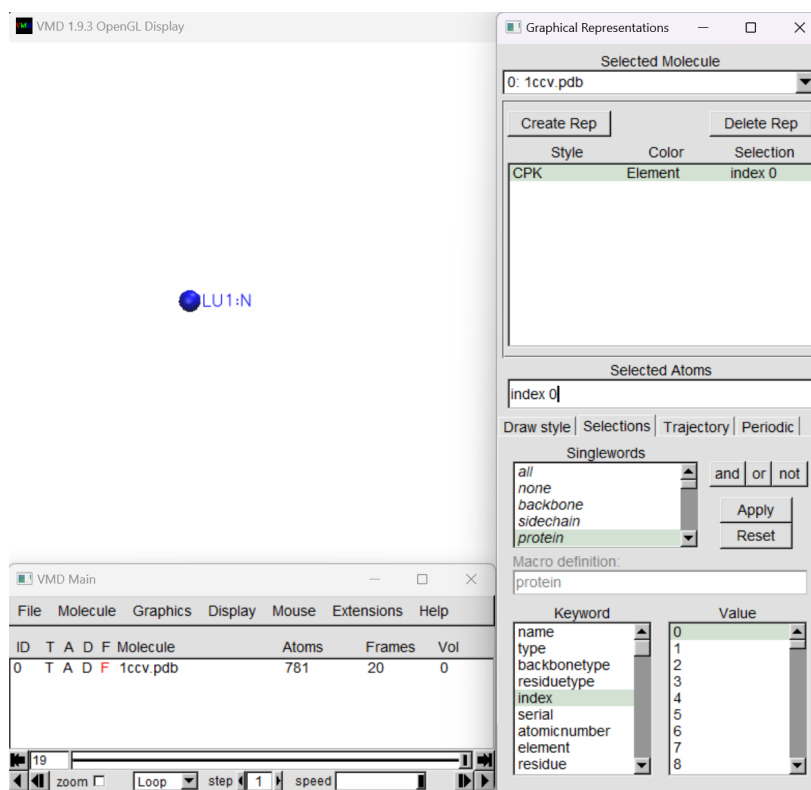 VMD 1.9.3 OpenGL Display
LU1:N
Graphical Representations
Selected Molecule
0: 1ccv.pdb
Create Rep Delete Rep
Style Color Selection
CPK Element index 0
Selected Atoms
index 0
Draw style Selections Trajectory Periodic
Singlewords
all
none
backbone
sidechain
protein
and or not
Apply
Reset
Macro definition:
protein
Keyword
name
type
backbonetype
residuetype
index
serial
atomicnumber
element
residue
Value
0
1
2
3
4
5
6
7
8
VMD Main
File Molecule Graphics Display Mouse Extensions Help
ID T A D F Molecule Atoms Frames Vol
0 T A D F 1ccv.pdb 781 20 0
19
zoom Loop step 1 speed